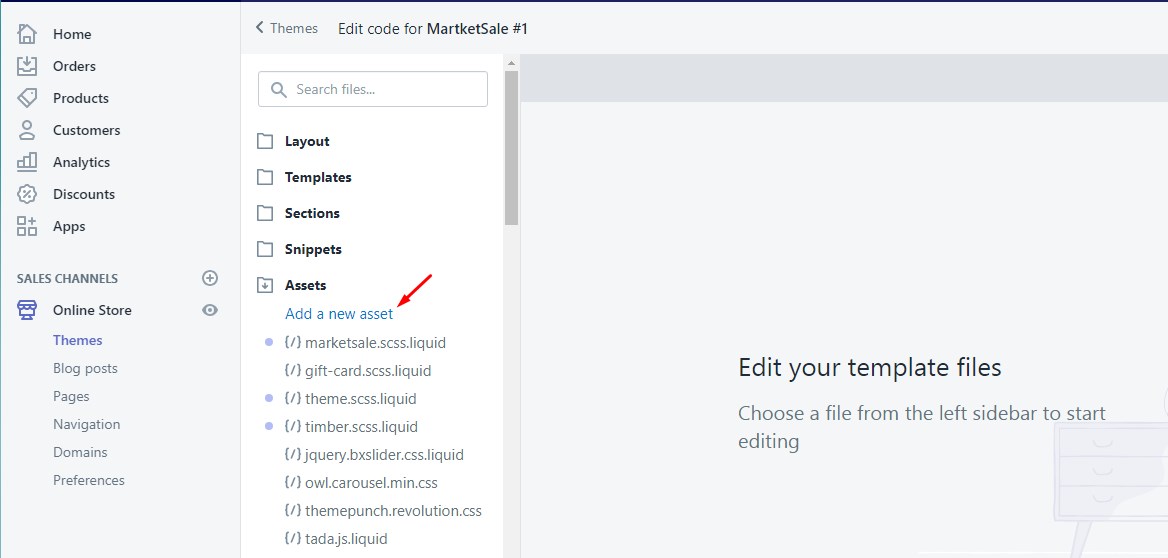 Home
Orders
Products
Customers
Analytics
Discounts
Apps
SALES CHANNELS
Online Store
Themes
Blog posts
Pages
Navigation
Domains
Preferences
Themes Edit code for MartketSale #1
Search files...
Layout
Templates
Sections
Snippets
Assets
Add a new asset
{/} marketsale.scss.liquid
{/} gift-card.scss.liquid
{/} theme.scss.liquid
{/} timber.scss.liquid
{/} jquery.bxslider.css.liquid
{/} owl.carousel.min.css
{/} themepunch.revolution.css
{/} tada.js.liquid
Edit your template files
Choose a file from the left sidebar to start
editing